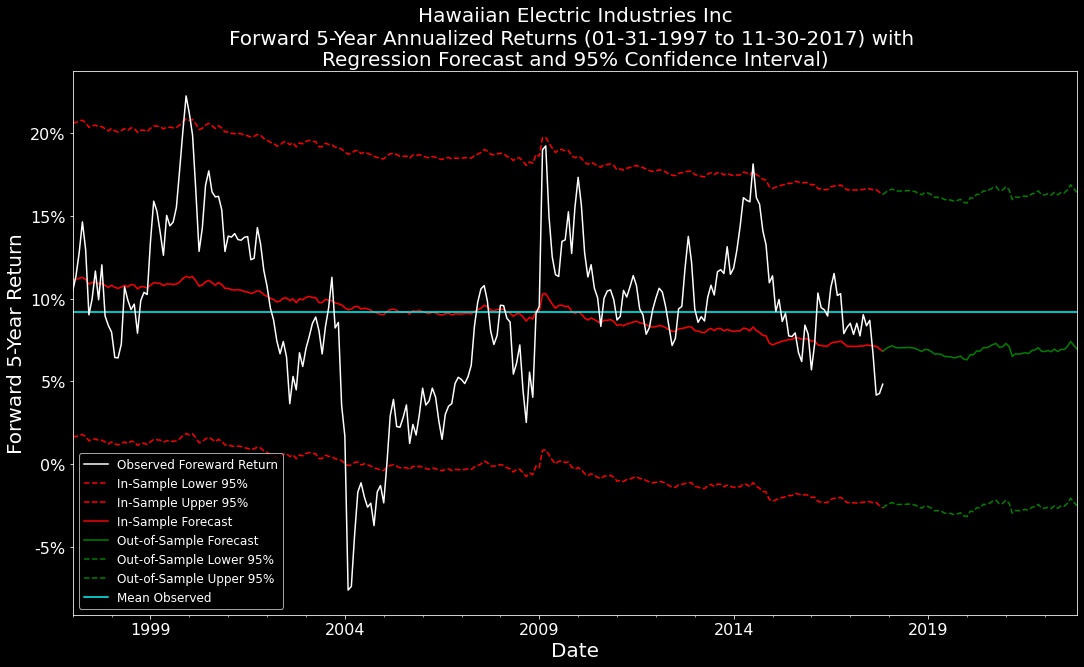 Hawaiian Electric Industries Inc
Forward 5-Year Annualized Returns (01-31-1997 to 11-30-2017) with
Regression Forecast and 95% Confidence Interval)
Forward 5-Year Return
20%
15%
10%
5%
0%
-5%
Observed Foreward Return
In-Sample Lower 95%
In-Sample Upper 95%
In-Sample Forecast
Out-of-Sample Forecast
Out-of-Sample Lower 95%
Out-of-Sample Upper 95%
Mean Observed
1999 2004 2009 2014 2019
Date